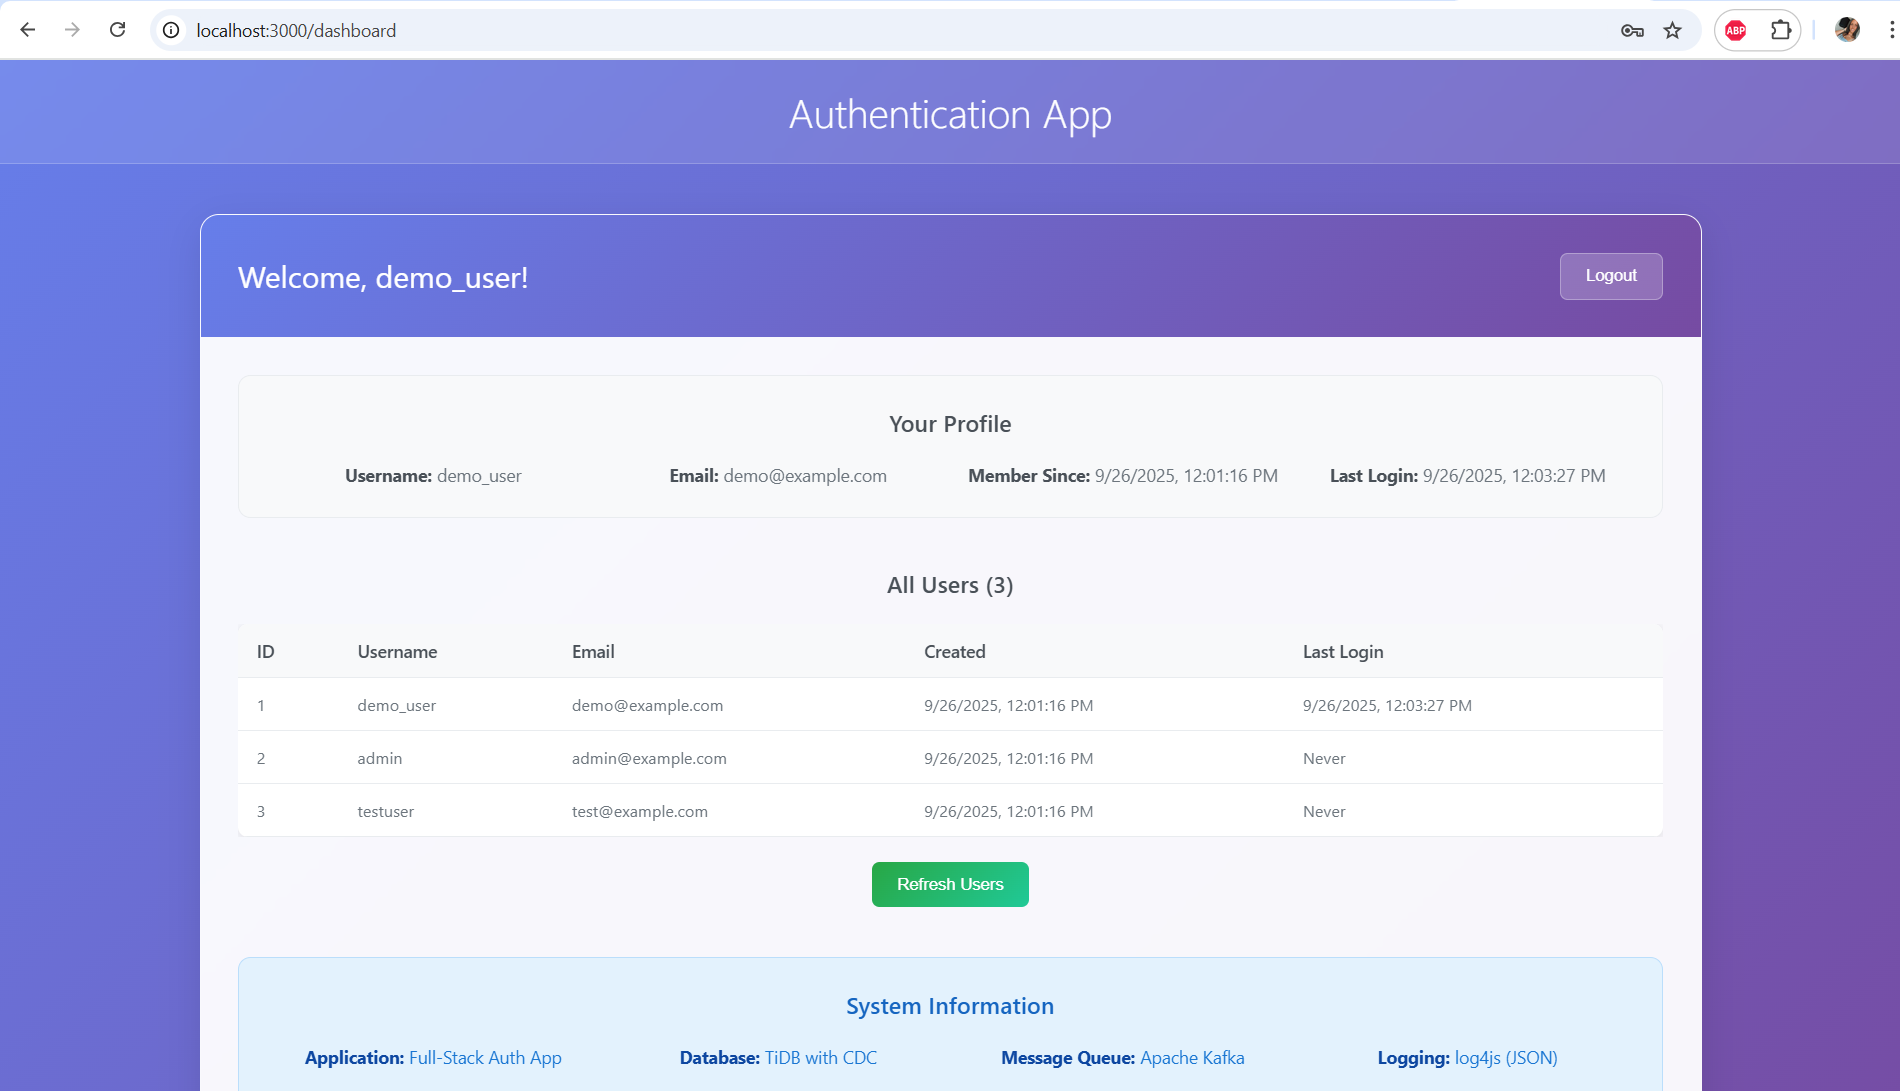 localhost:3000/dashboard
ABP
Authentication App
Welcome, demo_user!
Logout
Your Profile
Username: demo_user Email: demo@example.com Member Since: 9/26/2025, 12:01:16 PM Last Login: 9/26/2025, 12:03:27 PM
All Users (3)
ID Username Email Created Last Login
1 demo_user demo@example.com 9/26/2025, 12:01:16 PM 9/26/2025, 12:03:27 PM
2 admin admin@example.com 9/26/2025, 12:01:16 PM Never
3 testuser test@example.com 9/26/2025, 12:01:16 PM Never
Refresh Users
System Information
Application: Full-Stack Auth App Database: TiDB with CDC Message Queue: Apache Kafka Logging: log4js (JSON)